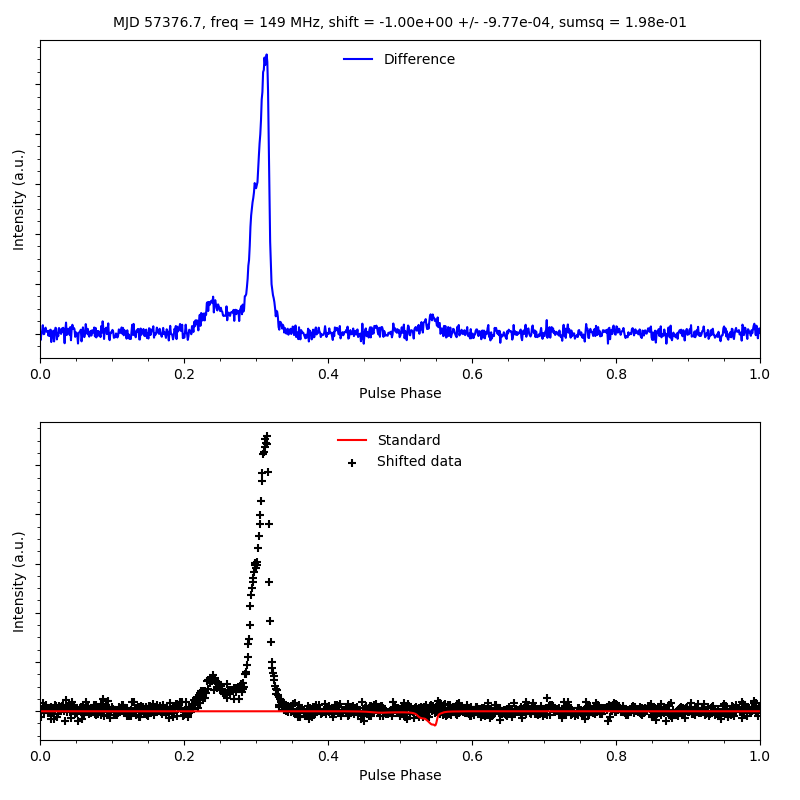 MJD 57376.7, freq = 149 MHz, shift = -1.00e+00 +/- -9.77e-04, sumsq = 1.98e-01
Difference
Intensity (a.u.)
0.0 0.2 0.4 0.6 0.8 1.0
Pulse Phase
Standard
Shifted data
Intensity (a.u.)
0.0 0.2 0.4 0.6 0.8 1.0
Pulse Phase